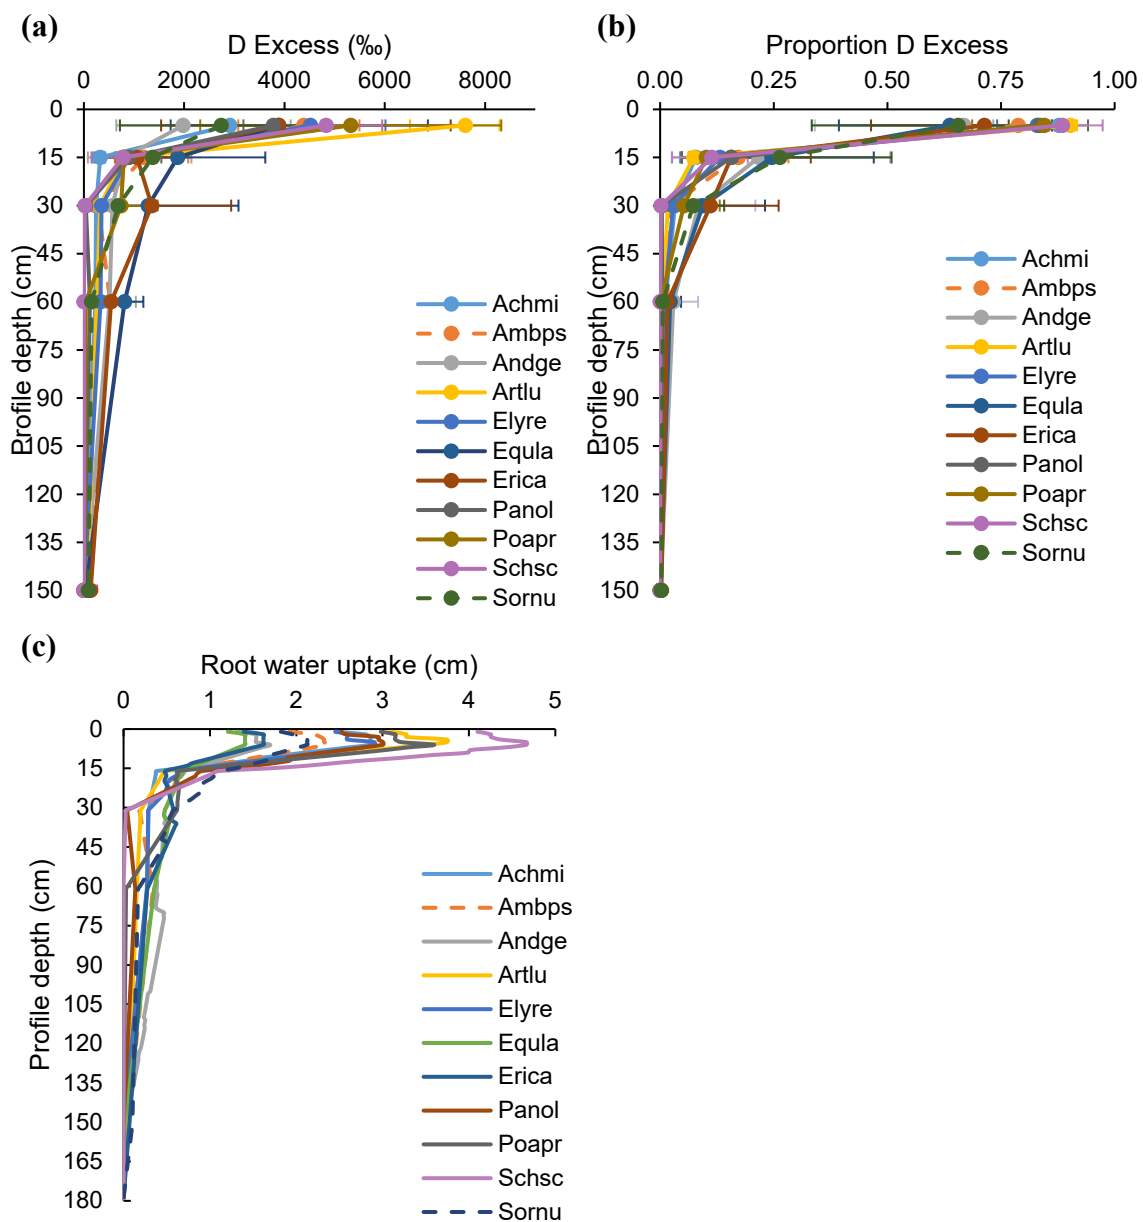 (a)
D Excess (‰)
0 2000 4000 6000 8000
0
15
30
45
60
75
90
105
120
135
150
Profile depth (cm)
Achmi
Ambps
Andge
Artlu
Elyre
Equla
Erica
Panol
Poapr
Schsc
Sornu
(b)
Proportion D Excess
0.00 0.25 0.50 0.75 1.00
0
15
30
45
60
75
90
105
120
135
150
Profile depth (cm)
Achmi
Ambps
Andge
Artlu
Elyre
Equla
Erica
Panol
Poapr
Schsc
Sornu
(c)
Root water uptake (cm)
0 1 2 3 4 5
0
15
30
45
60
75
90
105
120
135
150
165
180
Profile depth (cm)
Achmi
Ambps
Andge
Artlu
Elyre
Equla
Erica
Panol
Poapr
Schsc
Sornu